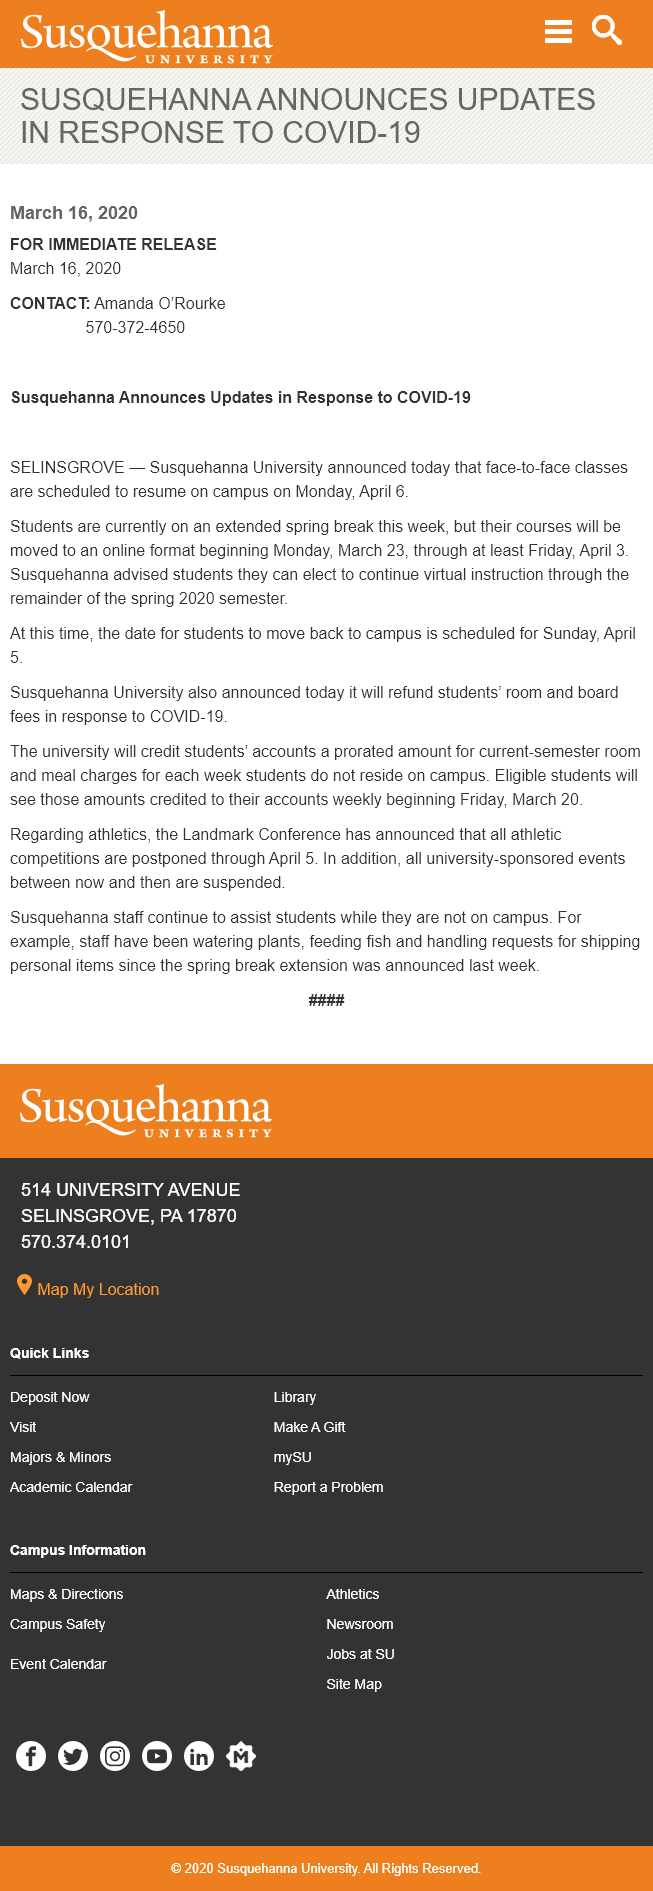 Susquehanna
UNIVERSITY
SUSQUEHANNA ANNOUNCES UPDATES
IN RESPONSE TO COVID-19
March 16, 2020
FOR IMMEDIATE RELEASE
March 16, 2020
CONTACT: Amanda O’Rourke
570-372-4650
Susquehanna Announces Updates in Response to COVID-19
SELINSGROVE — Susquehanna University announced today that face-to-face classes
are scheduled to resume on campus on Monday, April 6.
Students are currently on an extended spring break this week, but their courses will be
moved to an online format beginning Monday, March 23, through at least Friday, April 3.
Susquehanna advised students they can elect to continue virtual instruction through the
remainder of the spring 2020 semester.
At this time, the date for students to move back to campus is scheduled for Sunday, April
5.
Susquehanna University also announced today it will refund students’ room and board
fees in response to COVID-19.
The university will credit students’ accounts a prorated amount for current-semester room
and meal charges for each week students do not reside on campus. Eligible students will
see those amounts credited to their accounts weekly beginning Friday, March 20.
Regarding athletics, the Landmark Conference has announced that all athletic
competitions are postponed through April 5. In addition, all university-sponsored events
between now and then are suspended.
Susquehanna staff continue to assist students while they are not on campus. For
example, staff have been watering plants, feeding fish and handling requests for shipping
personal items since the spring break extension was announced last week.
####
Susquehanna
UNIVERSITY
514 UNIVERSITY AVENUE
SELINSGROVE, PA 17870
570.374.0101
Map My Location
Quick Links
Deposit Now
Visit
Majors & Minors
Academic Calendar
Library
Make A Gift
mySU
Report a Problem
Campus Information
Maps & Directions
Campus Safety
Event Calendar
Athletics
Newsroom
Jobs at SU
Site Map
© 2020 Susquehanna University. All Rights Reserved.